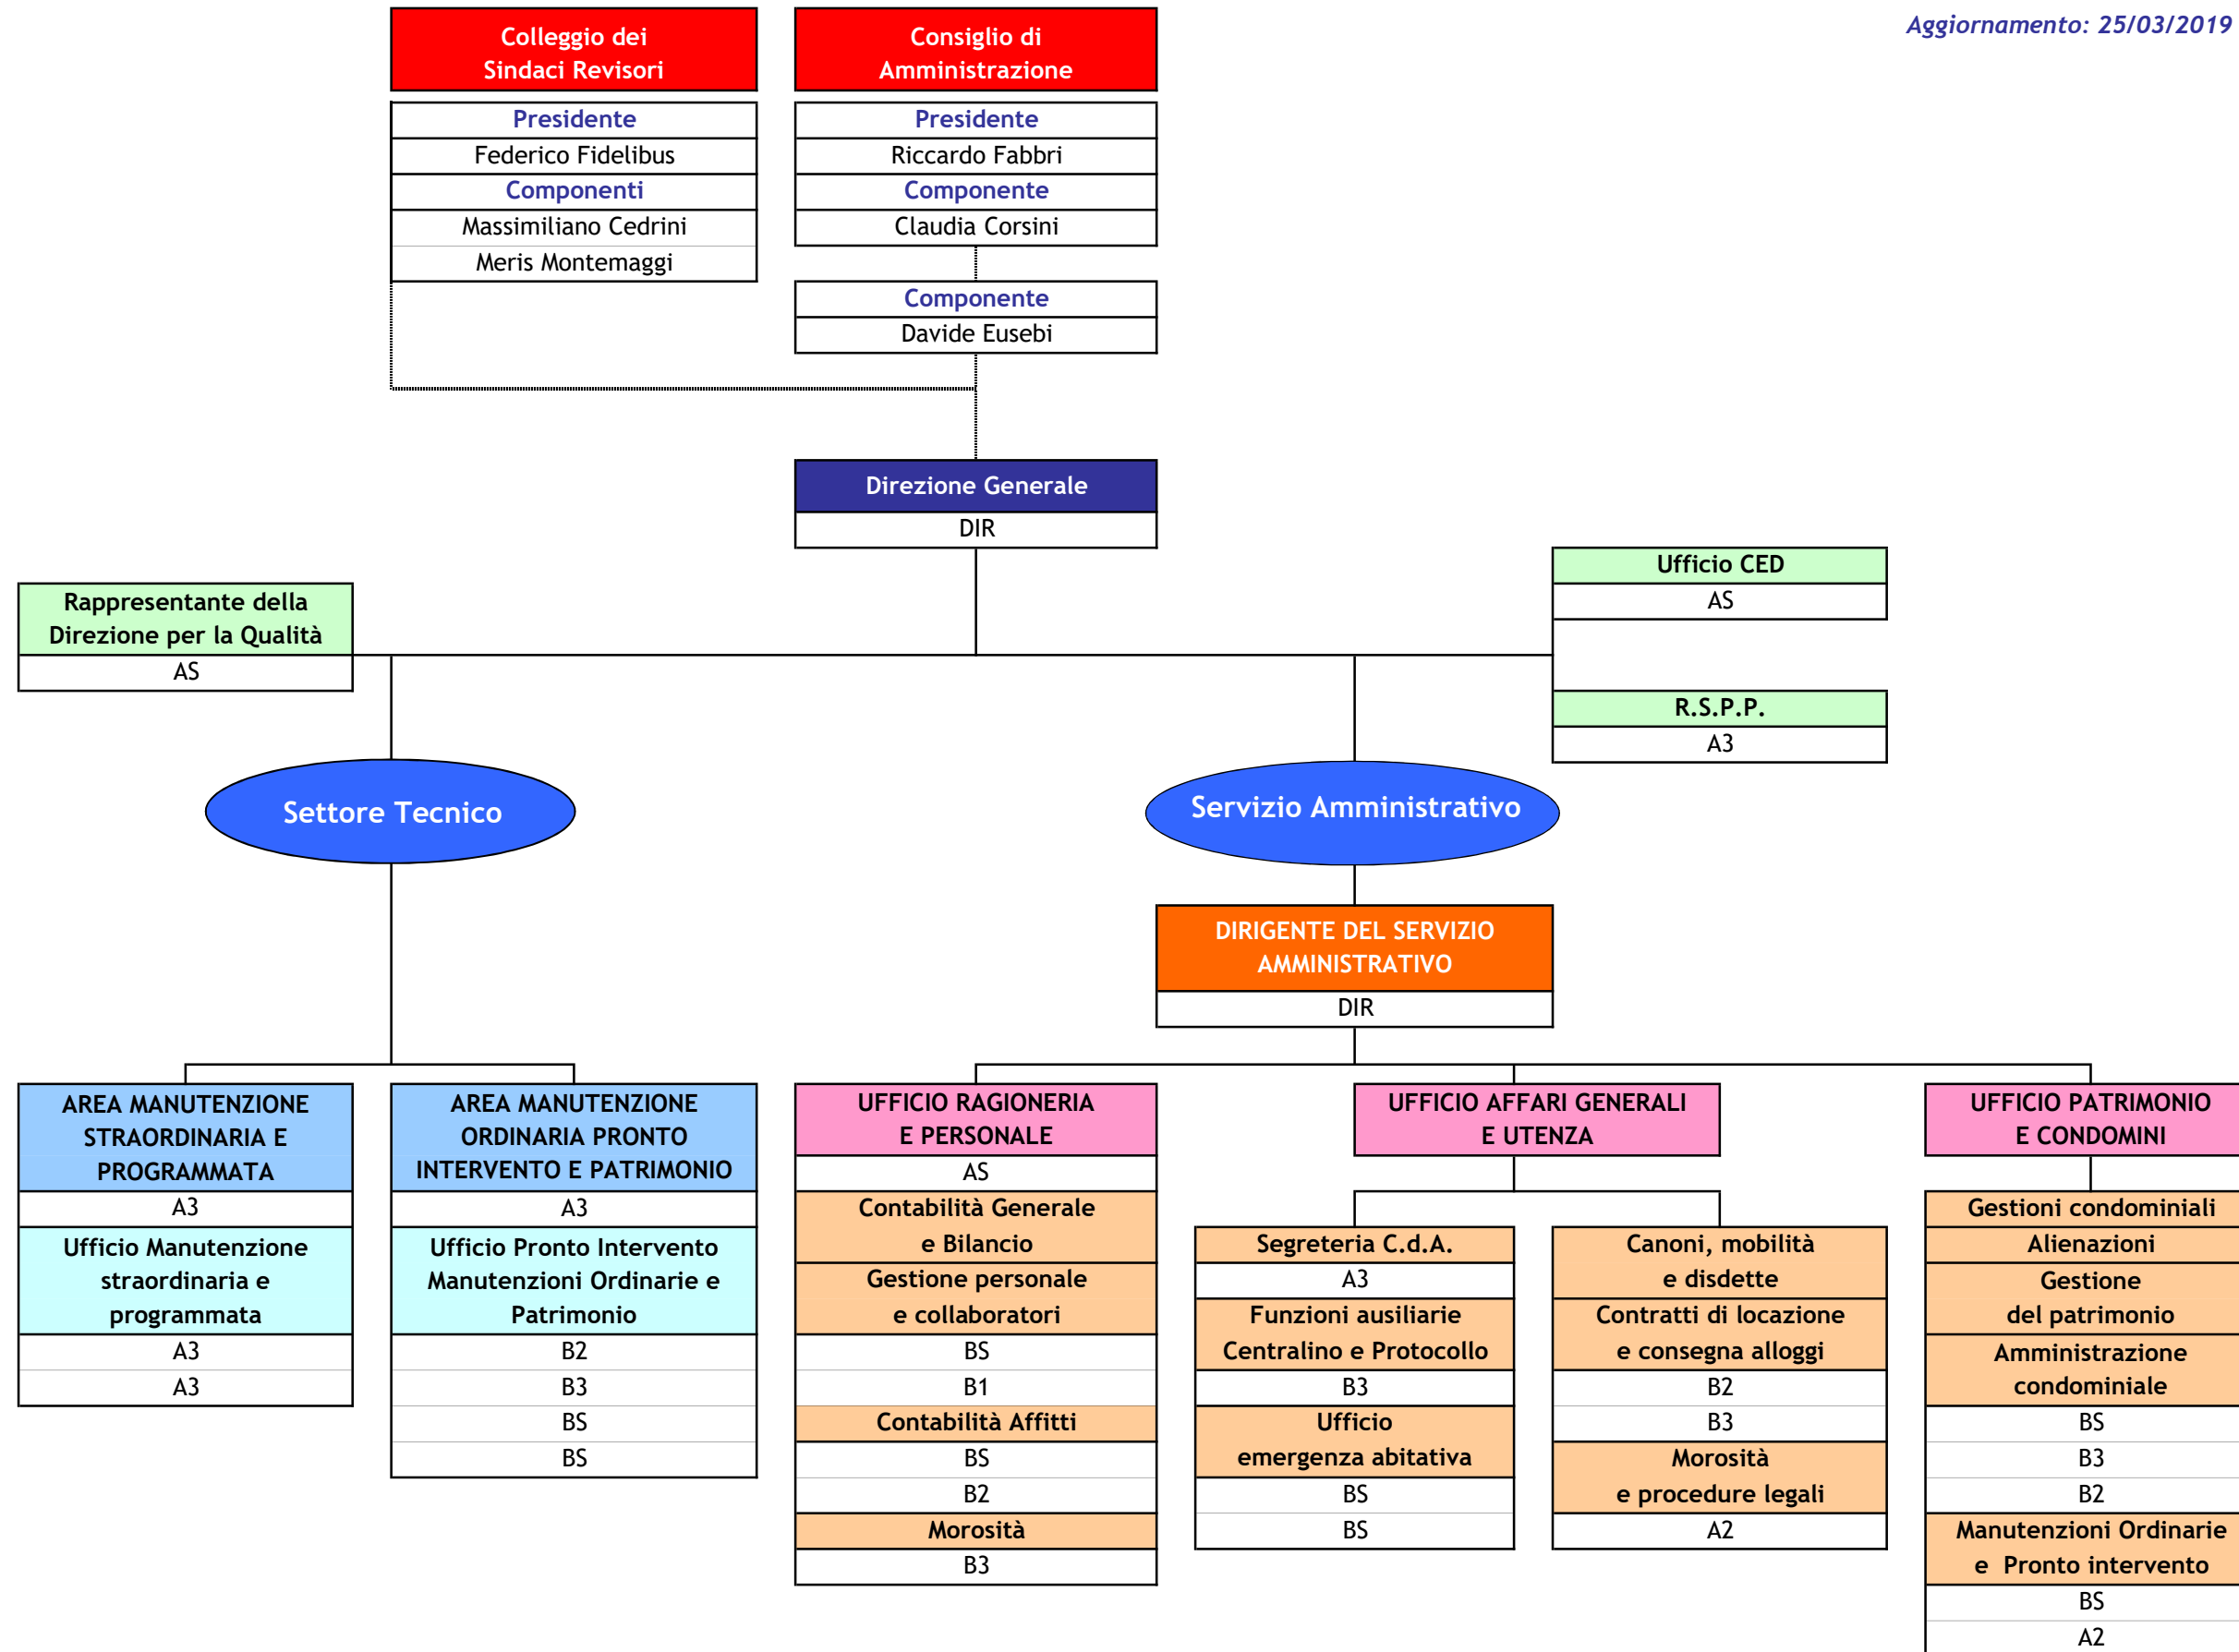 Aggiornamento: 25/03/2019
Colleggio dei
Sindaci Revisori
Presidente
Federico Fidelibus
Componenti
Massimiliano Cedrini
Meris Montemaggi
Consiglio di
Amministrazione
Presidente
Riccardo Fabbri
Componente
Claudia Corsini
Componente
Davide Eusebi
Direzione Generale
DIR
Ufficio CED
AS
Rappresentante della
Direzione per la Qualità
AS
R.S.P.P.
A3
Settore Tecnico
Servizio Amministrativo
DIRIGENTE DEL SERVIZIO
AMMINISTRATIVO
DIR
AREA MANUTENZIONE
STRAORDINARIA E
PROGRAMMATA
A3
Ufficio Manutenzione
straordinaria e
programmata
A3
A3
AREA MANUTENZIONE
ORDINARIA PRONTO
INTERVENTO E PATRIMONIO
A3
Ufficio Pronto Intervento
Manutenzioni Ordinarie e
Patrimonio
B2
B3
BS
BS
UFFICIO RAGIONERIA
E PERSONALE
AS
Contabilità Generale
e Bilancio
Gestione personale
e collaboratori
BS
B1
Contabilità Affitti
BS
B2
Morosità
B3
UFFICIO AFFARI GENERALI
E UTENZA
Segreteria C.d.A.
A3
Funzioni ausiliarie
Centralino e Protocollo
B3
Ufficio
emergenza abitativa
BS
BS
Canoni, mobilità
e disdette
Contratti di locazione
e consegna alloggi
B2
B3
Morosità
e procedure legali
A2
UFFICIO PATRIMONIO
E CONDOMINI
Gestioni condominiali
Alienazioni
Gestione
del patrimonio
Amministrazione
condominiale
BS
B3
B2
Manutenzioni Ordinarie
e Pronto intervento
BS
A2